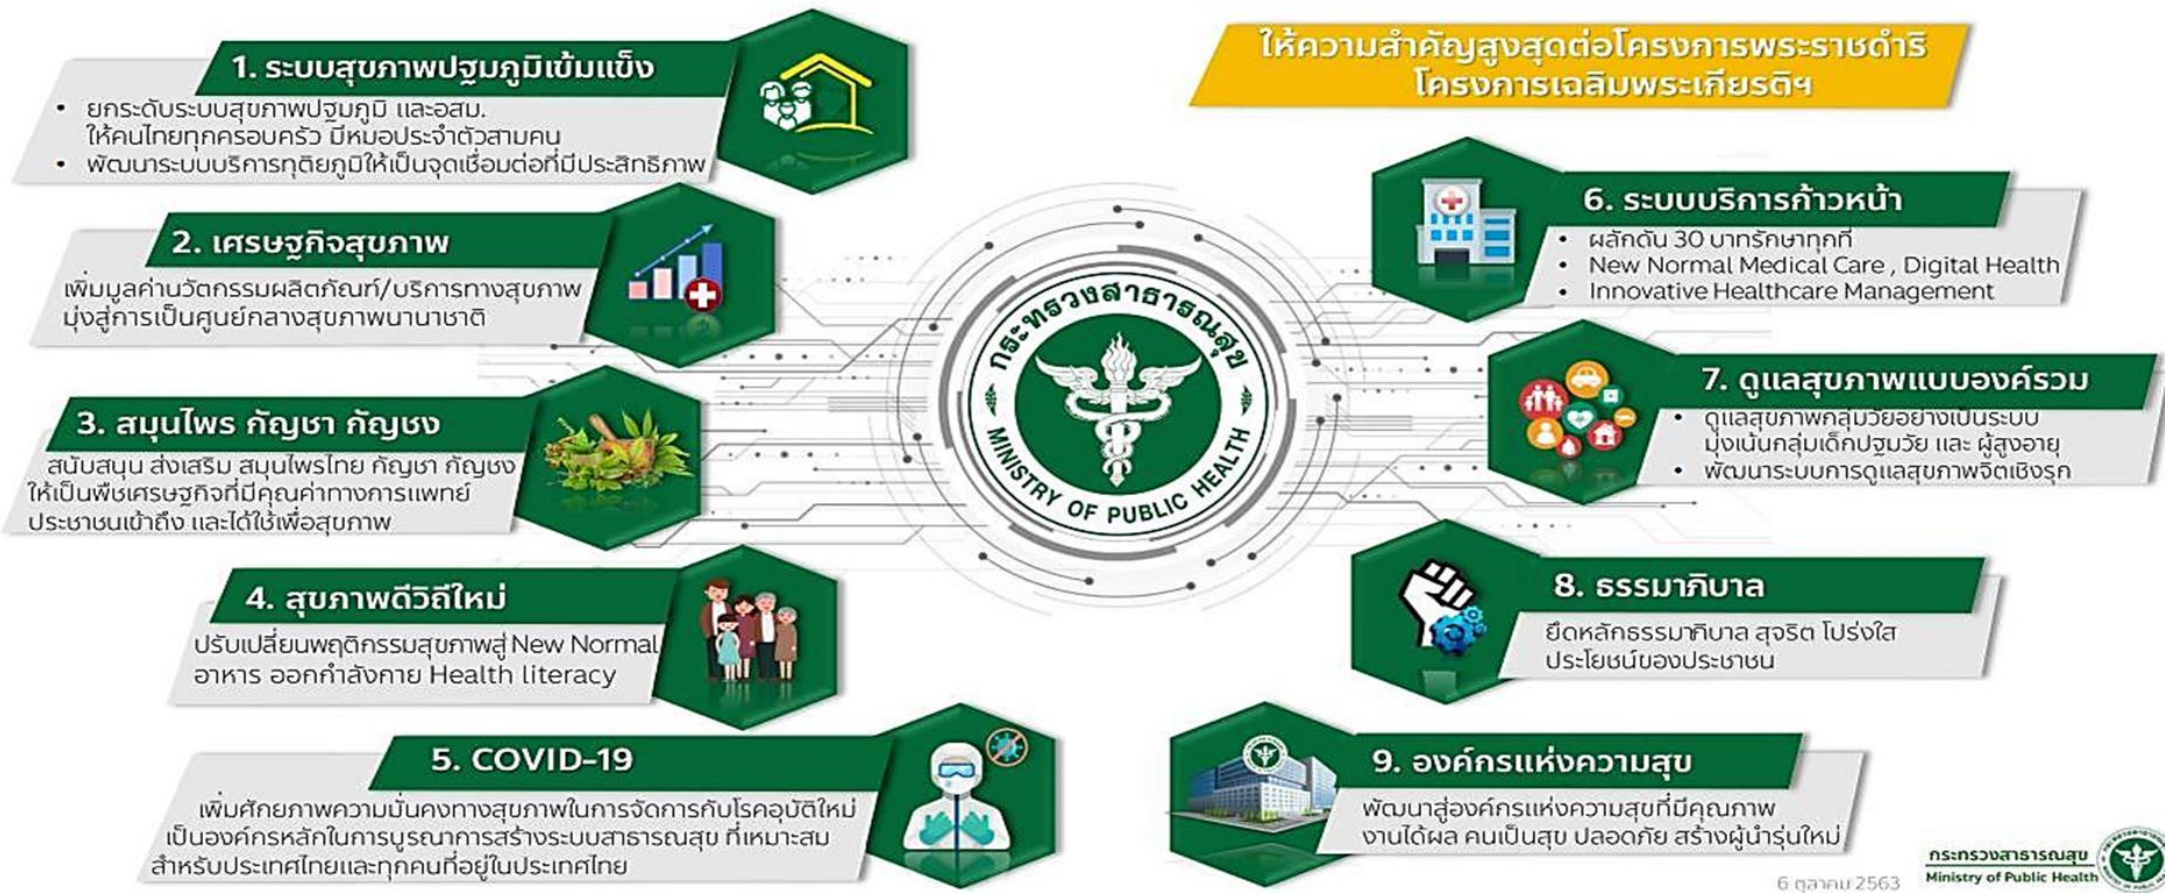 1. ระบบสุขภาพปฐมภูมิเข้มแข็ง
• ยกระดับระบบสุขภาพปฐมภูมิ และอสม.
ให้คนไทยทุกครอบครัว มีหมอประจำตัวสามคน
• พัฒนาระบบบริการทุติยภูมิให้เป็นจุดเชื่อมต่อที่มีประสิทธิภาพ
2. เศรษฐกิจสุขภาพ
เพิ่มมูลค่านวัตกรรมผลิตภัณฑ์/บริการทางสุขภาพ
มุ่งสู่การเป็นศูนย์กลางสุขภาพนานาชาติ
3. สมุนไพร กัญชา กัญชง
สนับสนุน ส่งเสริม สมุนไพรไทย กัญชา กัญชง
ให้เป็นพืชเศรษฐกิจที่มีคุณค่าทางการแพทย์
ประชาชนเข้าถึง และได้ใช้เพื่อสุขภาพ
4. สุขภาพดีวิถีใหม่
ปรับเปลี่ยนพฤติกรรมสุขภาพสู่ New Normal
อาหาร ออกกำลังกาย Health literacy
5. COVID-19
เพิ่มศักยภาพความมั่นคงทางสุขภาพในการจัดการกับโรคอุบัติใหม่
เป็นองค์กรหลักในการบูรณาการสร้างระบบสาธารณสุข ที่เหมาะสม
สำหรับประเทศไทยและทุกคนที่อยู่ในประเทศไทย
กระทรวงสาธารณสุข
MINISTRY OF PUBLIC HEALTH
ให้ความสำคัญสูงสุดต่อโครงการพระราชดำริ
โครงการเฉลิมพระเกียรติฯ
6. ระบบบริการก้าวหน้า
• ผลักดัน 30 บาทรักษาทุกที่
• New Normal Medical Care , Digital Health
• Innovative Healthcare Management
7. ดูแลสุขภาพแบบองค์รวม
• ดูแลสุขภาพกลุ่มวัยอย่างเป็นระบบ
มุ่งเน้นกลุ่มเด็กปฐมวัย และ ผู้สูงอายุ
• พัฒนาระบบการดูแลสุขภาพจิตเชิงรุก
8. ธรรมาภิบาล
ยึดหลักธรรมาภิบาล สุจริต โปร่งใส
ประโยชน์ของประชาชน
9. องค์กรแห่งความสุข
พัฒนาสู่องค์กรแห่งความสุขที่มีคุณภาพ
งานได้ผล คนเป็นสุข ปลอดภัย สร้างผู้นำรุ่นใหม่
กระทรวงสาธารณสุข
Ministry of Public Health
6 ตุลาคม 2563